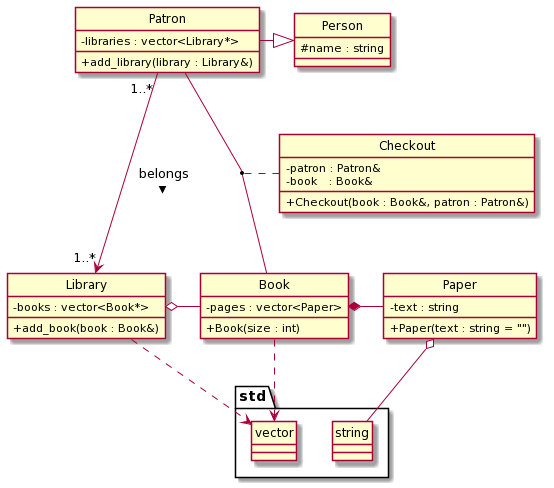 Patron
-libraries : vector<Library*>
+add_library(library : Library&)
Person
#name : string
1..*
belongs
▼
Checkout
-patron : Patron&
-book : Book&
+Checkout(book : Book&, patron : Patron&)
1..*
Library
-books : vector<Book*>
+add_book(book : Book&)
Book
-pages : vector<Paper>
+Book(size : int)
Paper
-text : string
+Paper(text : string = "")
std
vector
string